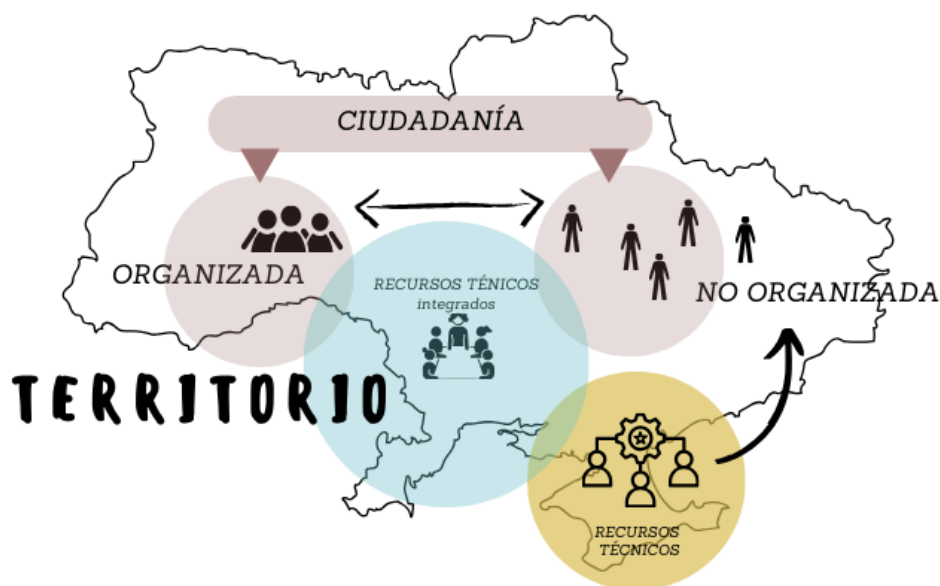 CIUDADANÍA
ORGANIZADA
RECURSOS TÉNICOS
integrados
NO ORGANIZADA
TERRITORIO
RECURSOS
TÉCNICOS